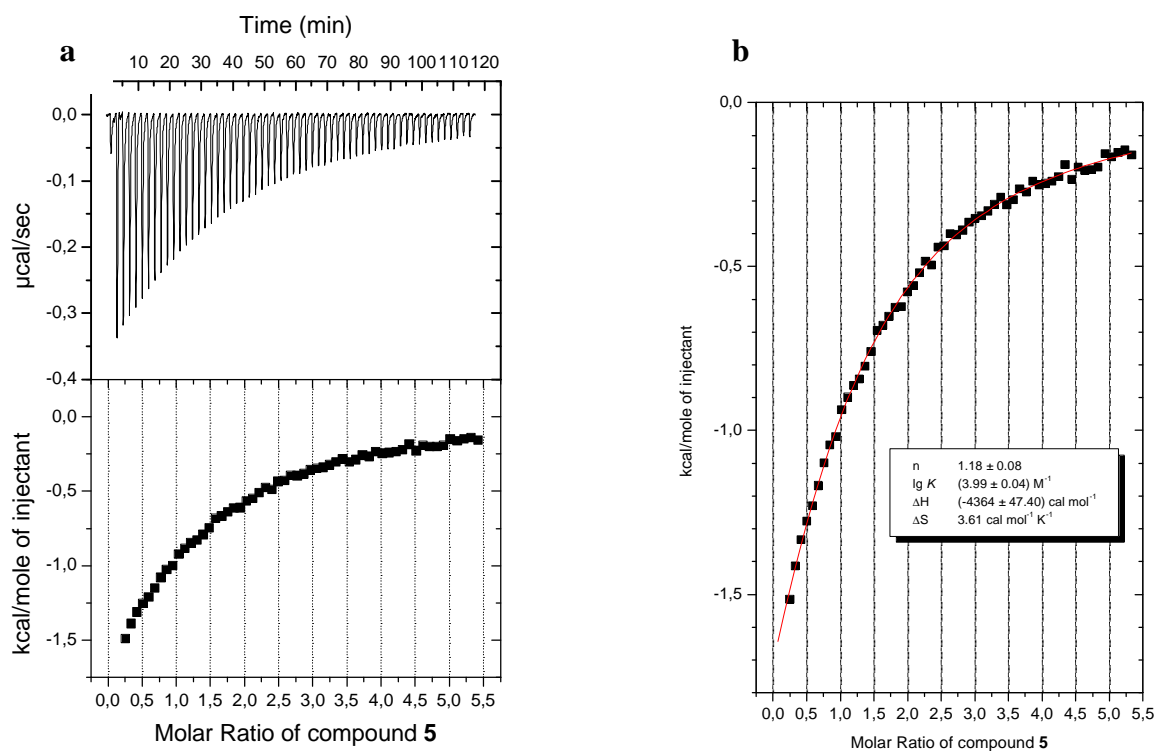 Time (min)
a
10 20 30 40 50 60 70 80 90 100 110 120
0,0
-0,1
-0,2
-0,3
-0,4
µcal/sec
0,0
-0,5
-1,0
-1,5
kcal/mole of injectant
0,0 0,5 1,0 1,5 2,0 2,5 3,0 3,5 4,0 4,5 5,0 5,5
Molar Ratio of compound 5
b
0,0
-0,5
-1,0
-1,5
kcal/mole of injectant
n 1.18 ± 0.08
lg K (3.99 ± 0.04) M⁻¹
ΔH (-4364 ± 47.40) cal mol⁻¹
ΔS 3.61 cal mol⁻¹ K⁻¹
0,0 0,5 1,0 1,5 2,0 2,5 3,0 3,5 4,0 4,5 5,0 5,5
Molar Ratio of compound 5